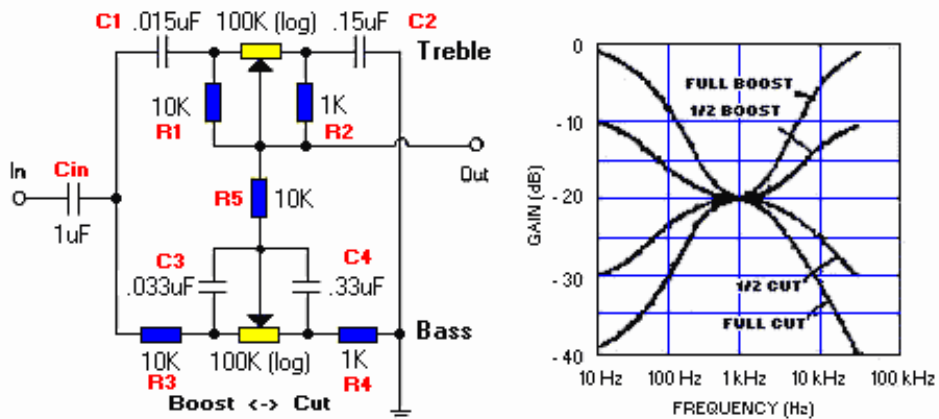 C1 .015uF 100K (log) .15uF C2
Treble
10K
R1
1K
R2
In
Cin
1uF
Out
R5 10K
C3
.033uF
C4
.33uF
Bass
10K
R3
100K (log)
1K
R4
Boost <-> Cut
GAIN (dB)
0
- 10
- 20
- 30
- 40
FULL BOOST
1/2 BOOST
1/2 CUT
FULL CUT
10 Hz 100 Hz 1 kHz 10 kHz 100 kHz
FREQUENCY (Hz)